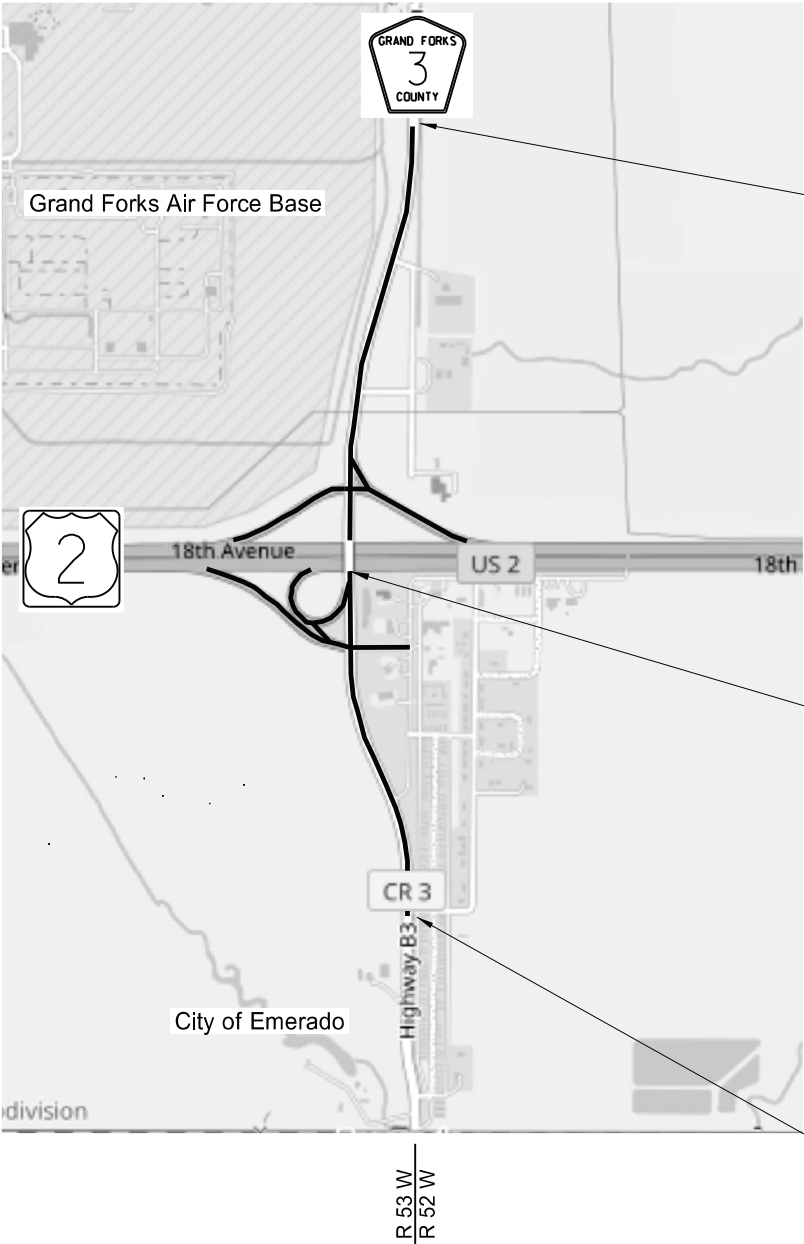 GRAND FORKS
3
COUNTY
Grand Forks Air Force Base
2
18th Avenue
US 2
18th
CR 3
Highway B3
City of Emerado
division
R 53 W
R 52 W